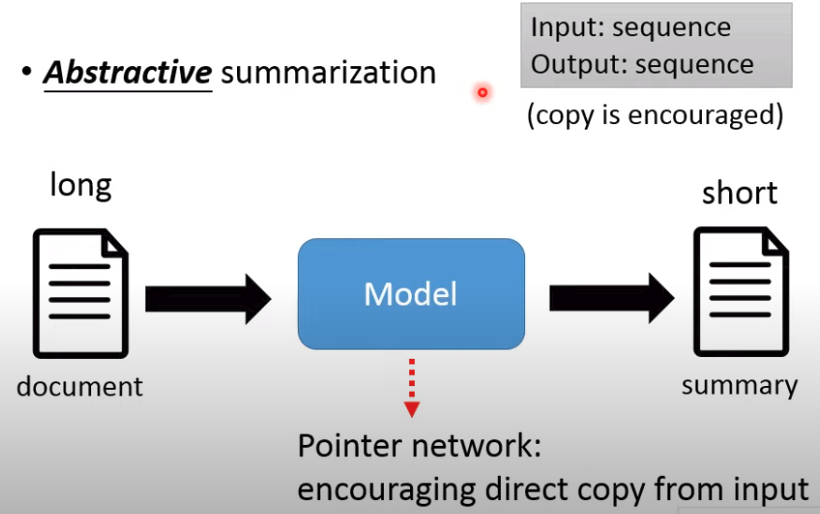 Input: sequence
Output: sequence
• Abstractive summarization
(copy is encouraged)
long
short
Model
document
summary
Pointer network:
encouraging direct copy from input